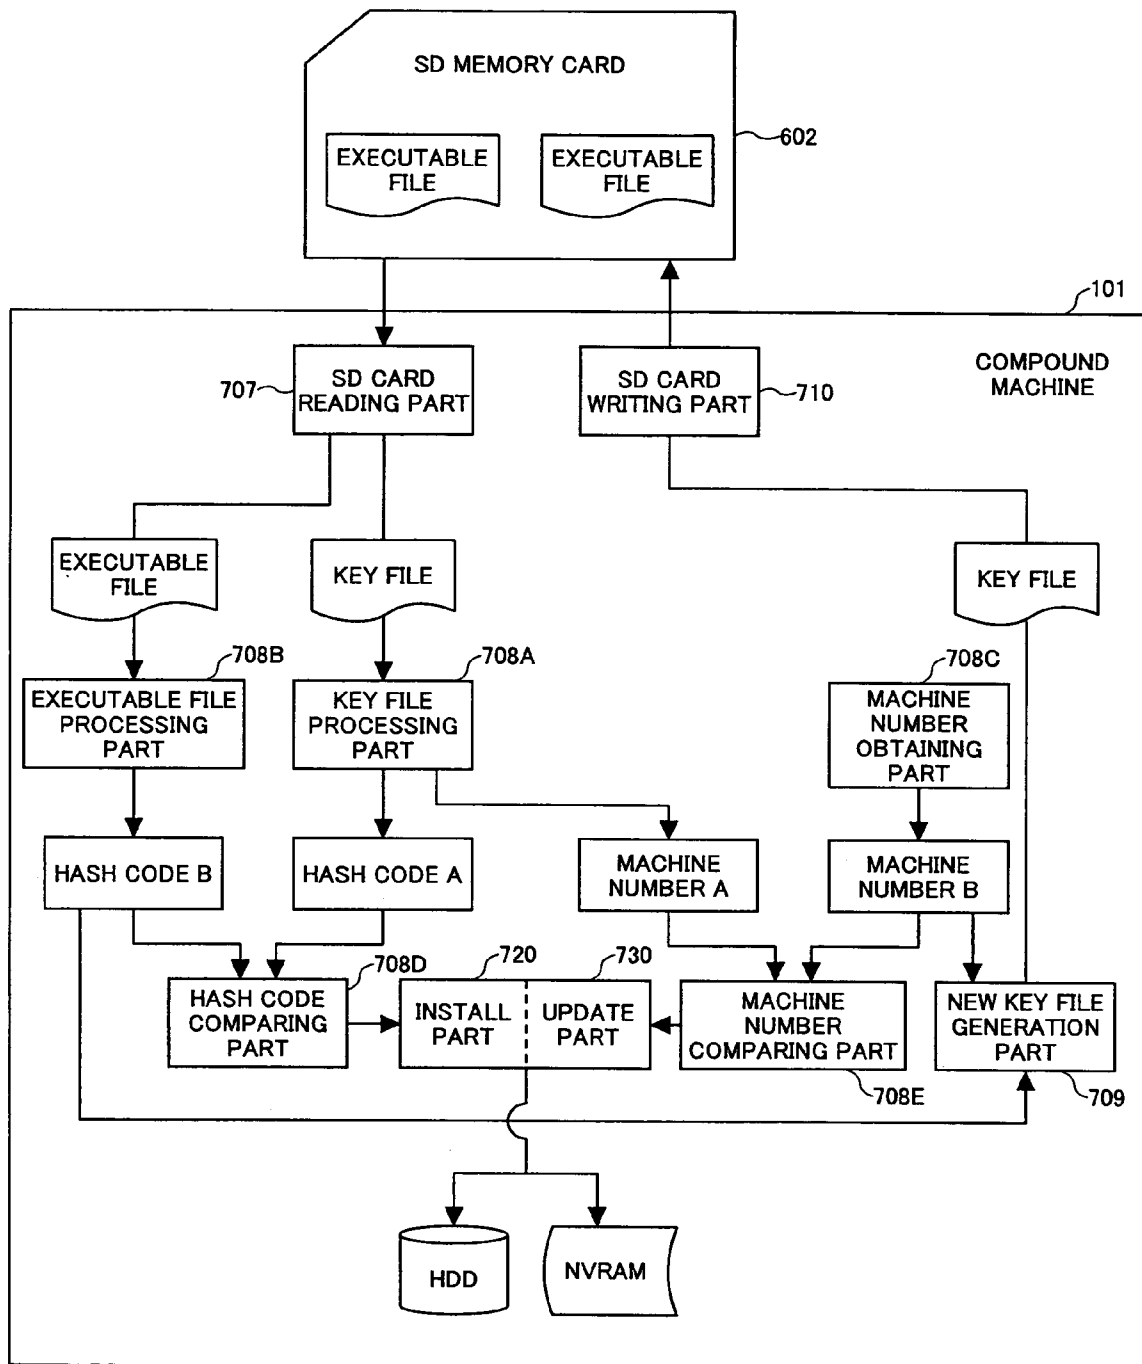 SD MEMORY CARD
EXECUTABLE
FILE
EXECUTABLE
FILE
602
101
707
SD CARD
READING PART
SD CARD
WRITING PART
710
COMPOUND
MACHINE
EXECUTABLE
FILE
KEY FILE
KEY FILE
708B
EXECUTABLE FILE
PROCESSING
PART
708A
KEY FILE
PROCESSING
PART
708C
MACHINE
NUMBER
OBTAINING
PART
HASH CODE B
HASH CODE A
MACHINE
NUMBER A
MACHINE
NUMBER B
708D
HASH CODE
COMPARING
PART
720
INSTALL
PART
730
UPDATE
PART
MACHINE
NUMBER
COMPARING PART
708E
NEW KEY FILE
GENERATION
PART
709
HDD
NVRAM